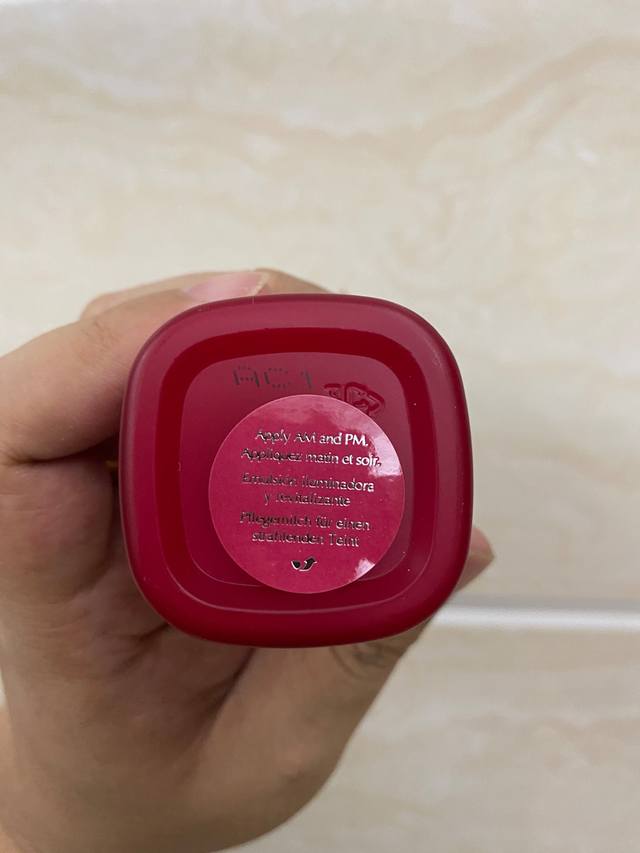 Apply AM and PM.
Appliquez matin et soir.
Emulsión iluminadora
y revitalizante
Pflegemilch für einen
strahlenden Teint